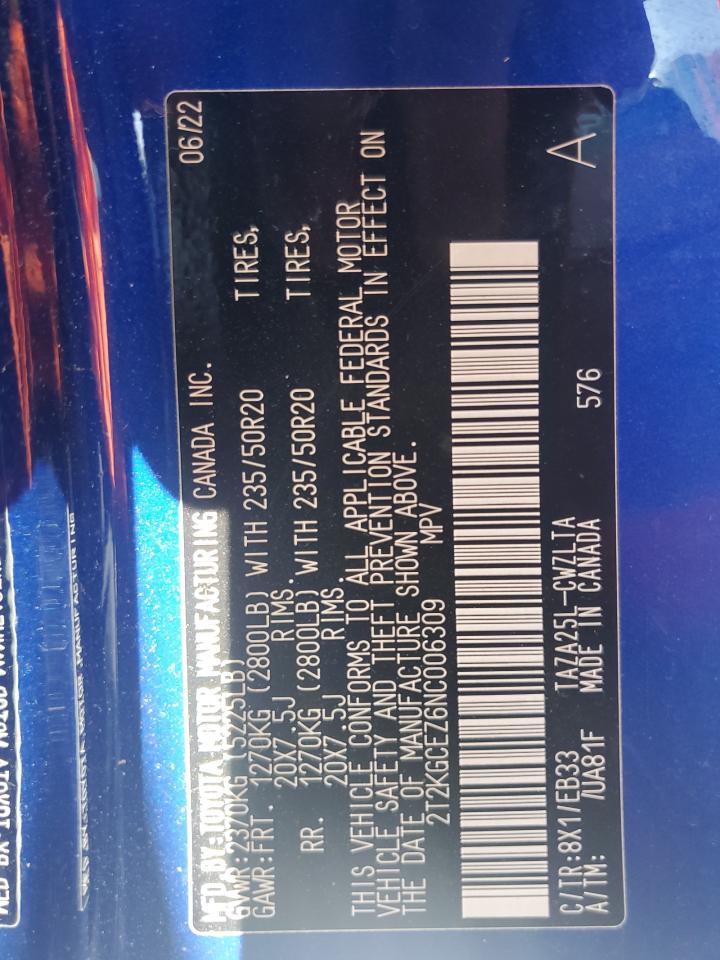 MFD BY:TOYOTA MOTOR MANUFACTURING CANADA INC. 06/22
GVWR:2370KG (5225LB)
GAWR:FRT. 1270KG (2800LB) WITH 235/50R20 TIRES,
20X7.5J RIMS.
RR. 1270KG (2800LB) WITH 235/50R20 TIRES,
20X7.5J RIMS.
THIS VEHICLE CONFORMS TO ALL APPLICABLE FEDERAL MOTOR
VEHICLE SAFETY AND THEFT PREVENTION STANDARDS IN EFFECT ON
THE DATE OF MANUFACTURE SHOWN ABOVE.
2T2KGCEZ6NC006309 MPV
A
C/TR:8X17/EB33 TAZA25L-CWZLTA 576
A/TM: /UA81F MADE IN CANADA